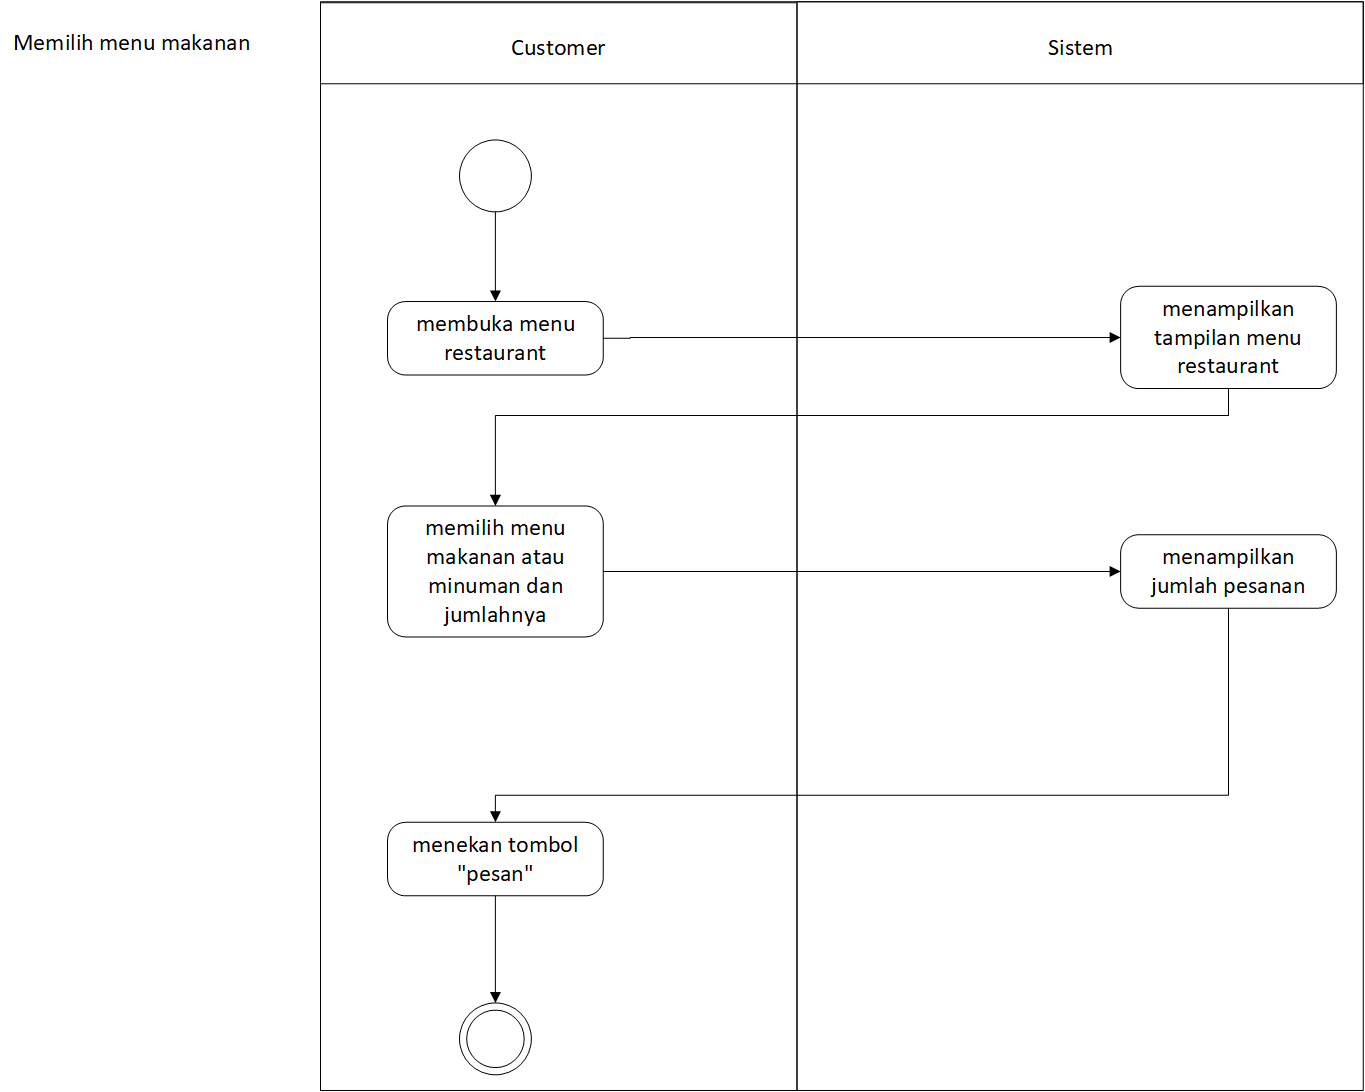 Memilih menu makanan
Customer
Sistem
membuka menu
restaurant
menampilkan
tampilan menu
restaurant
memilih menu
makanan atau
minuman dan
jumlahnya
menampilkan
jumlah pesanan
menekan tombol
"pesan"